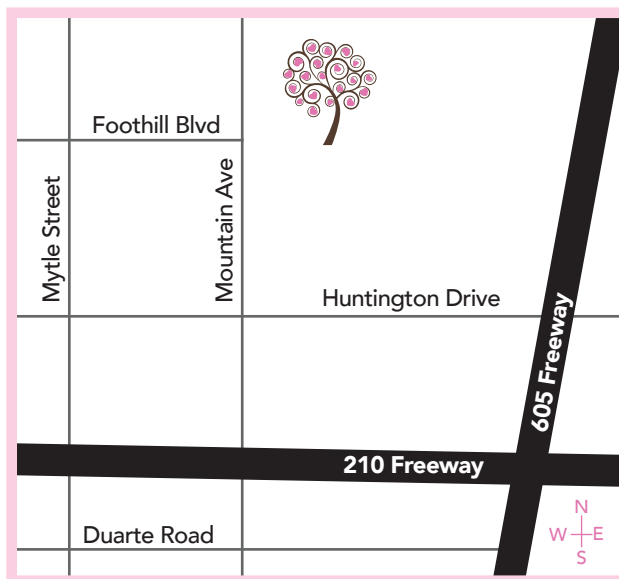 Foothill Blvd
Mytle Street
Mountain Ave
Huntington Drive
605 Freeway
210 Freeway
Duarte Road
N
W E
S